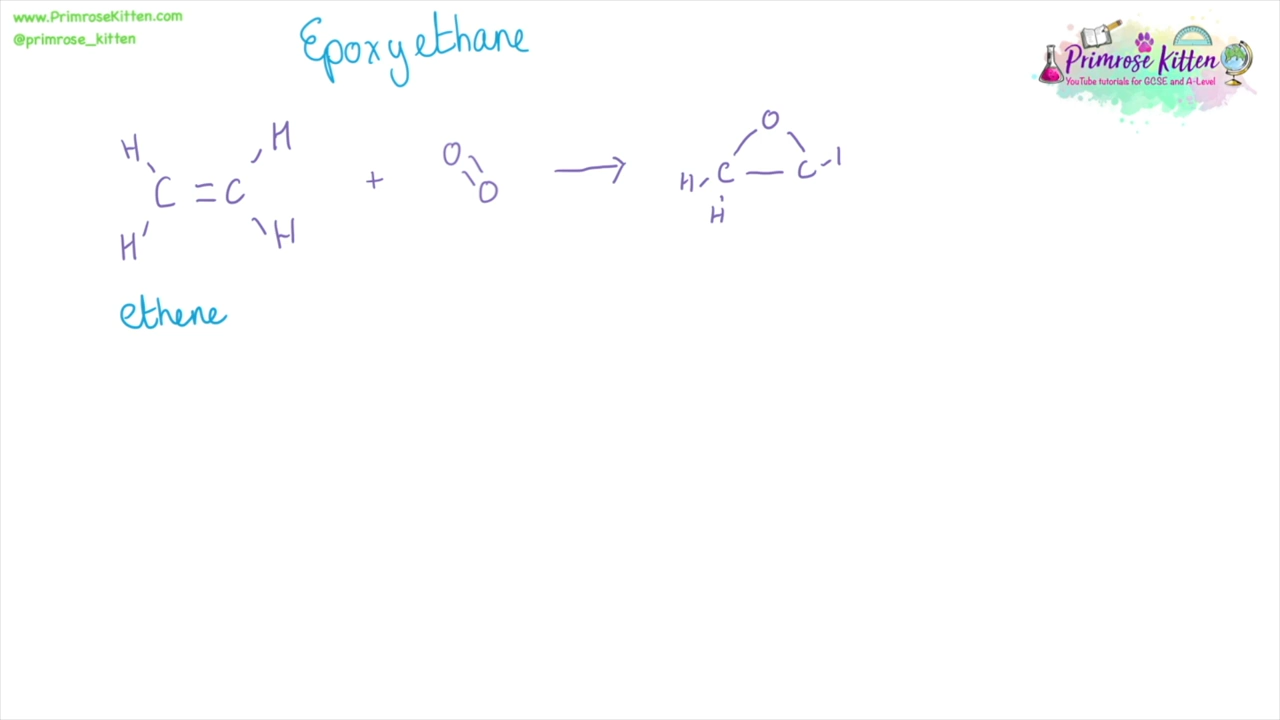 www.PrimroseKitten.com
@primrose_kitten
Epoxyethane
Primrose Kitten
YouTube tutorials for GCSE and A-Level
H H
C = C
H H
+
O
O
→
O
H C — C
H
ethene